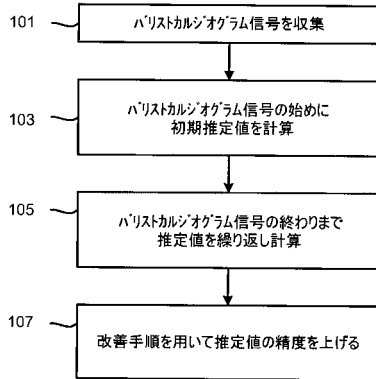 101
バリストカルジオグラム信号を収集
103
バリストカルジオグラム信号の始めに
初期推定値を計算
105
バリストカルジオグラム信号の終わりまで
推定値を繰り返し計算
107
改善手順を用いて推定値の精度を上げる